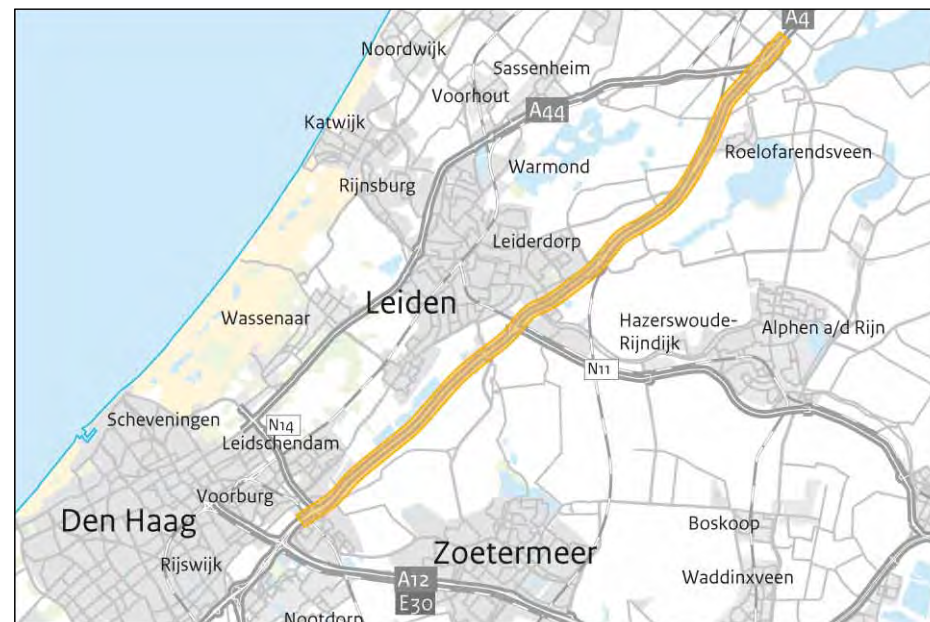 A4
Noordwijk
Sassenheim
Voorhout
A44
Katwijk
Roelofarendsveen
Warmond
Rijnsburg
Leiderdorp
Leiden
Wassenaar
Hazerswoude-
Rijndijk
Alphen a/d Rijn
N11
Scheveningen
N14
Leidschendam
Voorburg
Den Haag
Boskoop
Zoetermeer
Rijswijk
A12
E30
Waddinxveen
Nootdorp